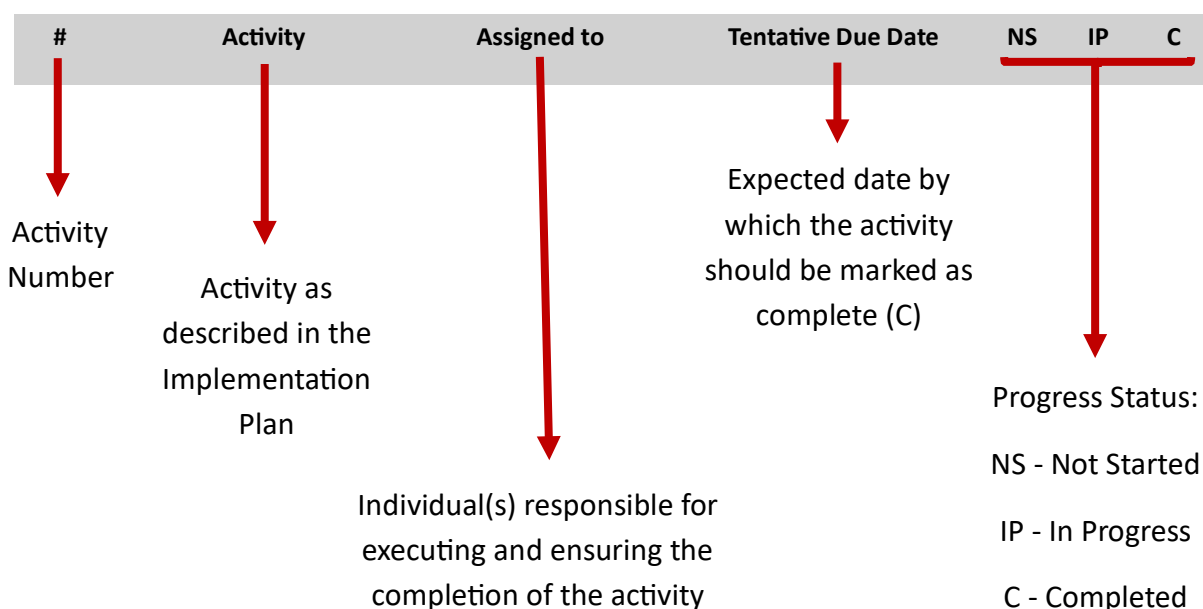 # Activity Assigned to Tentative Due Date NS IP C
Activity
Number
Activity as
described in the
Implementation
Plan
Individual(s) responsible for
executing and ensuring the
completion of the activity
Expected date by
which the activity
should be marked as
complete (C)
Progress Status:
NS - Not Started
IP - In Progress
C - Completed